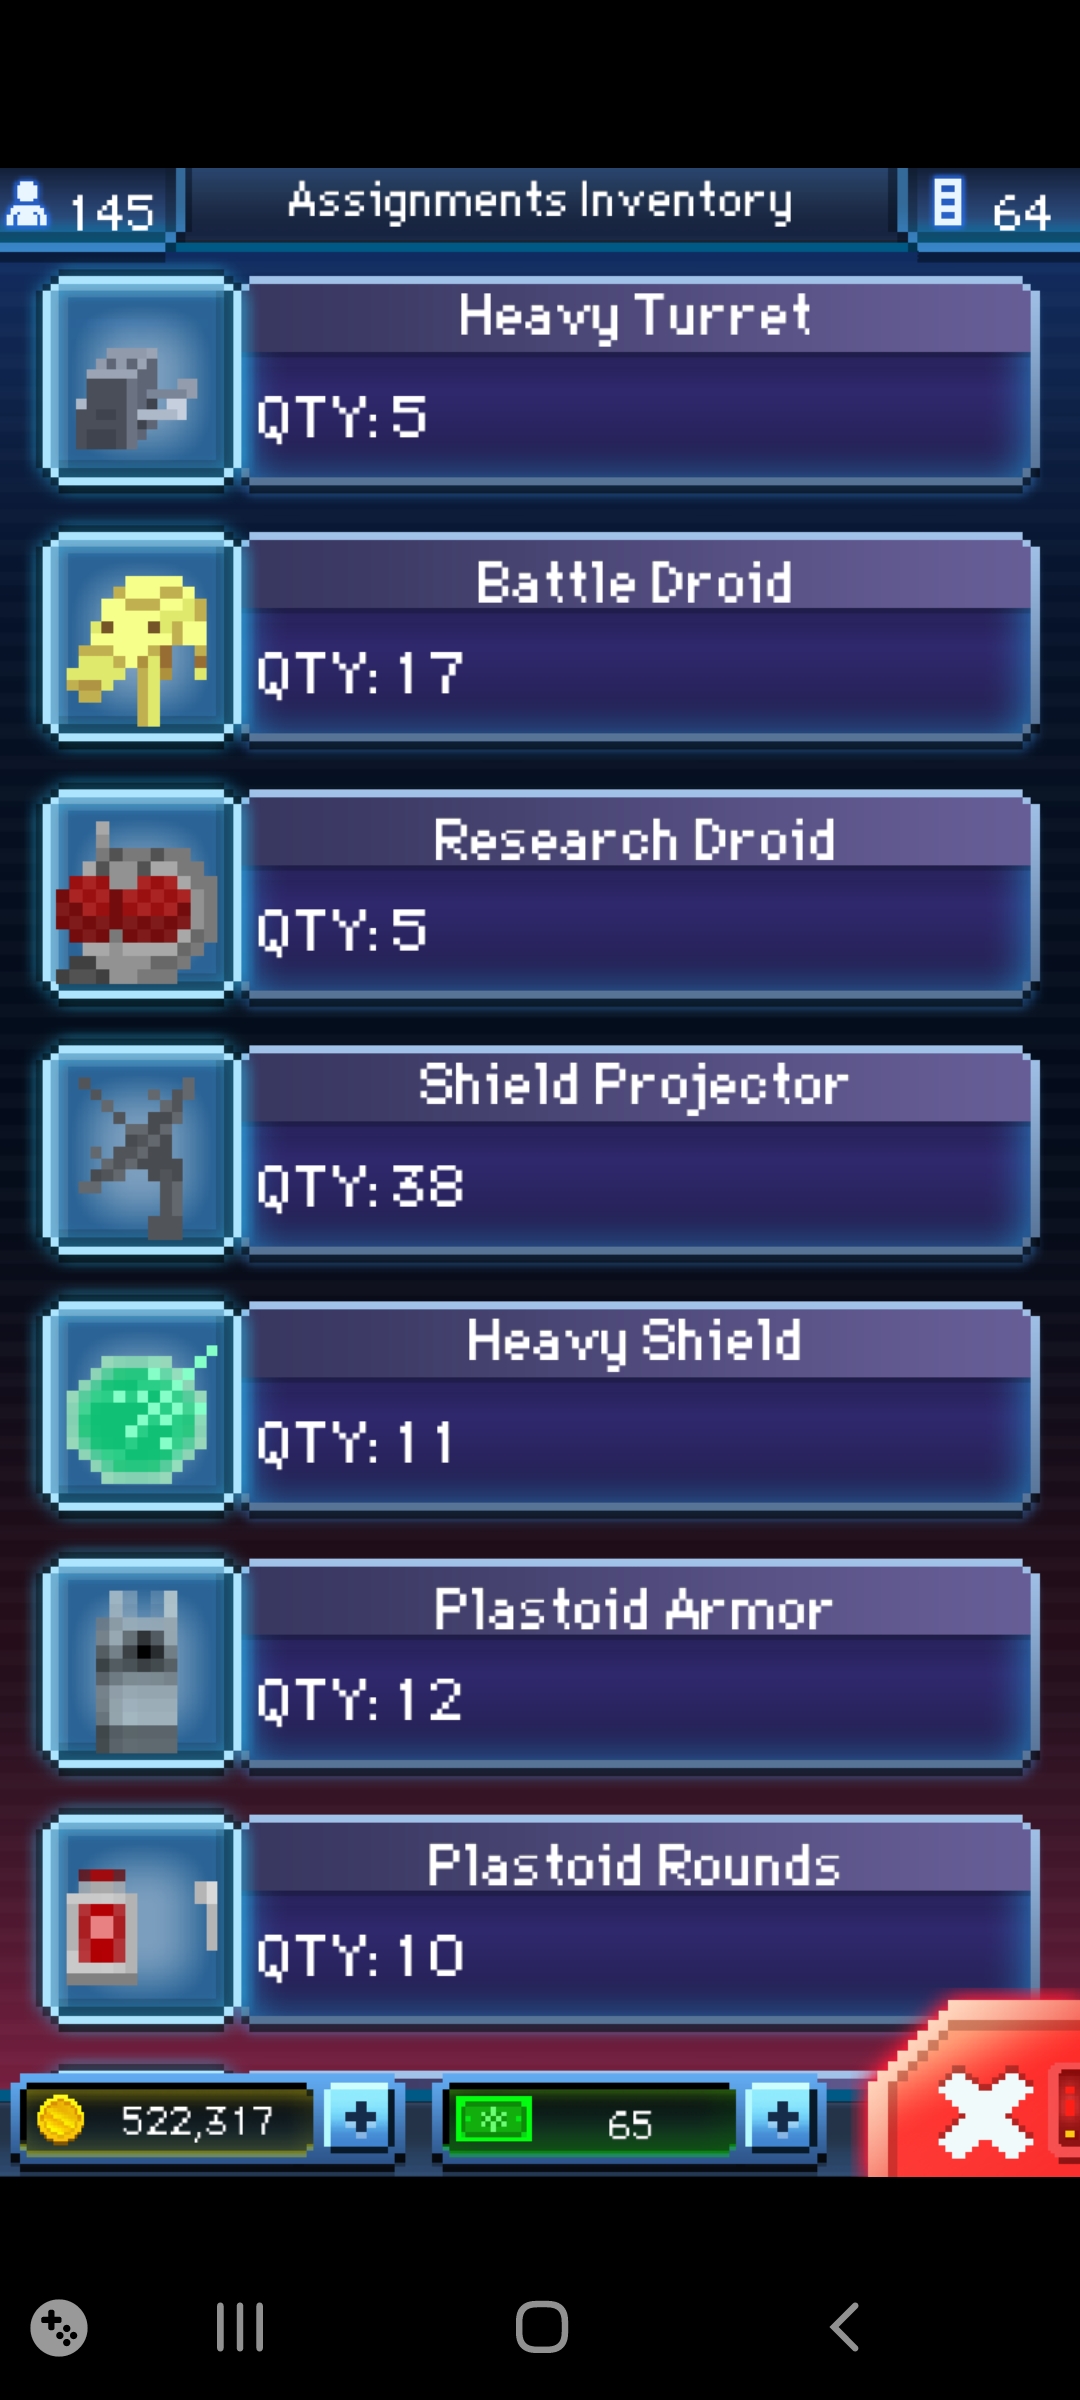 145
Assignments Inventory
64
Heavy Turret
QTY: 5
Battle Droid
QTY: 17
Research Droid
QTY: 5
Shield Projector
QTY: 38
Heavy Shield
QTY: 11
Plastoid Armor
QTY: 12
Plastoid Rounds
QTY: 10
522,317
65